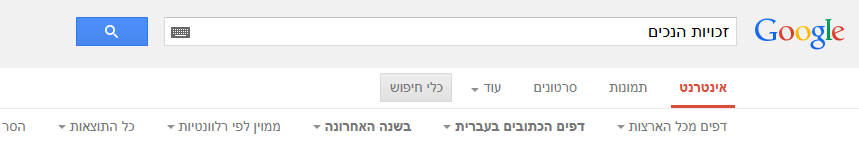 Google זכויות הנכים
אינטרנט תמונות סרטונים עוד כלי חיפוש
דפים מכל הארצות דפים הכתובים בעברית בשנה האחרונה ממוין לפי רלוונטיות כל התוצאות הסר